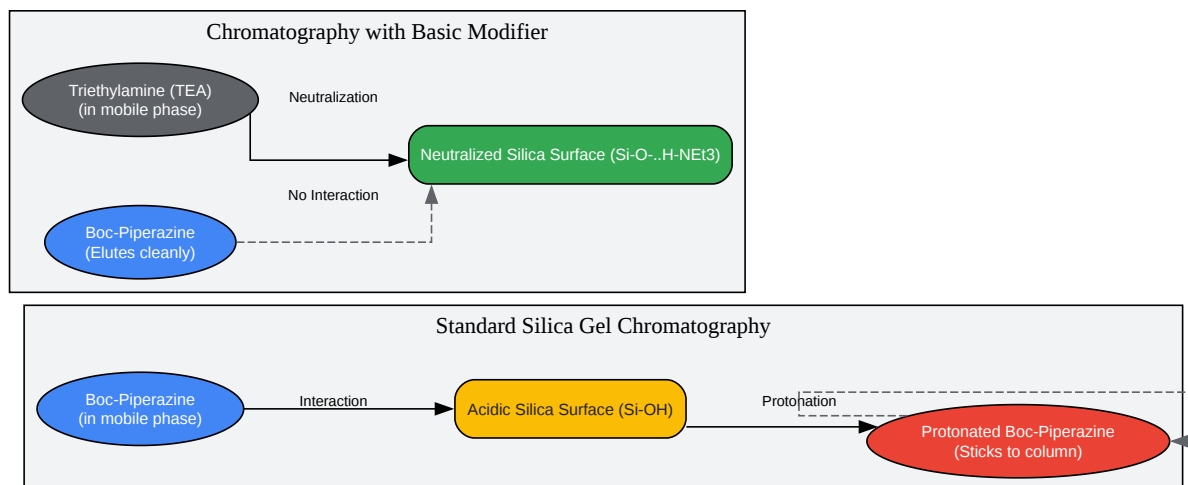 Chromatography with Basic Modifier
Triethylamine (TEA)
(in mobile phase)
Neutralization
Neutralized Silica Surface (Si-O-..H-NEt3)
No Interaction
Boc-Piperazine
(Elutes cleanly)
Standard Silica Gel Chromatography
Boc-Piperazine
(in mobile phase)
Interaction
Acidic Silica Surface (Si-OH)
Protonation
Protonated Boc-Piperazine
(Sticks to column)